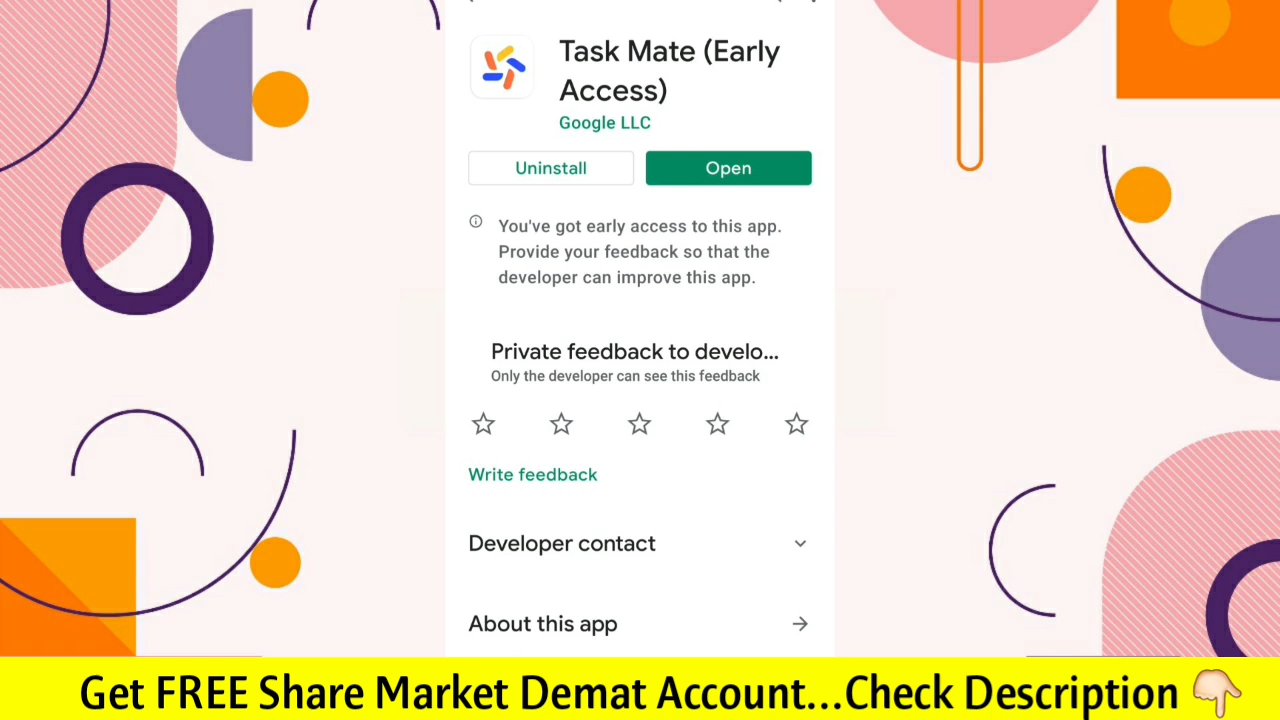 Task Mate (Early
Access)
Google LLC
Uninstall
Open
You've got early access to this app.
Provide your feedback so that the
developer can improve this app.
Private feedback to develo...
Only the developer can see this feedback
Write feedback
Developer contact
About this app
Get FREE Share Market Demat Account...Check Description 👇